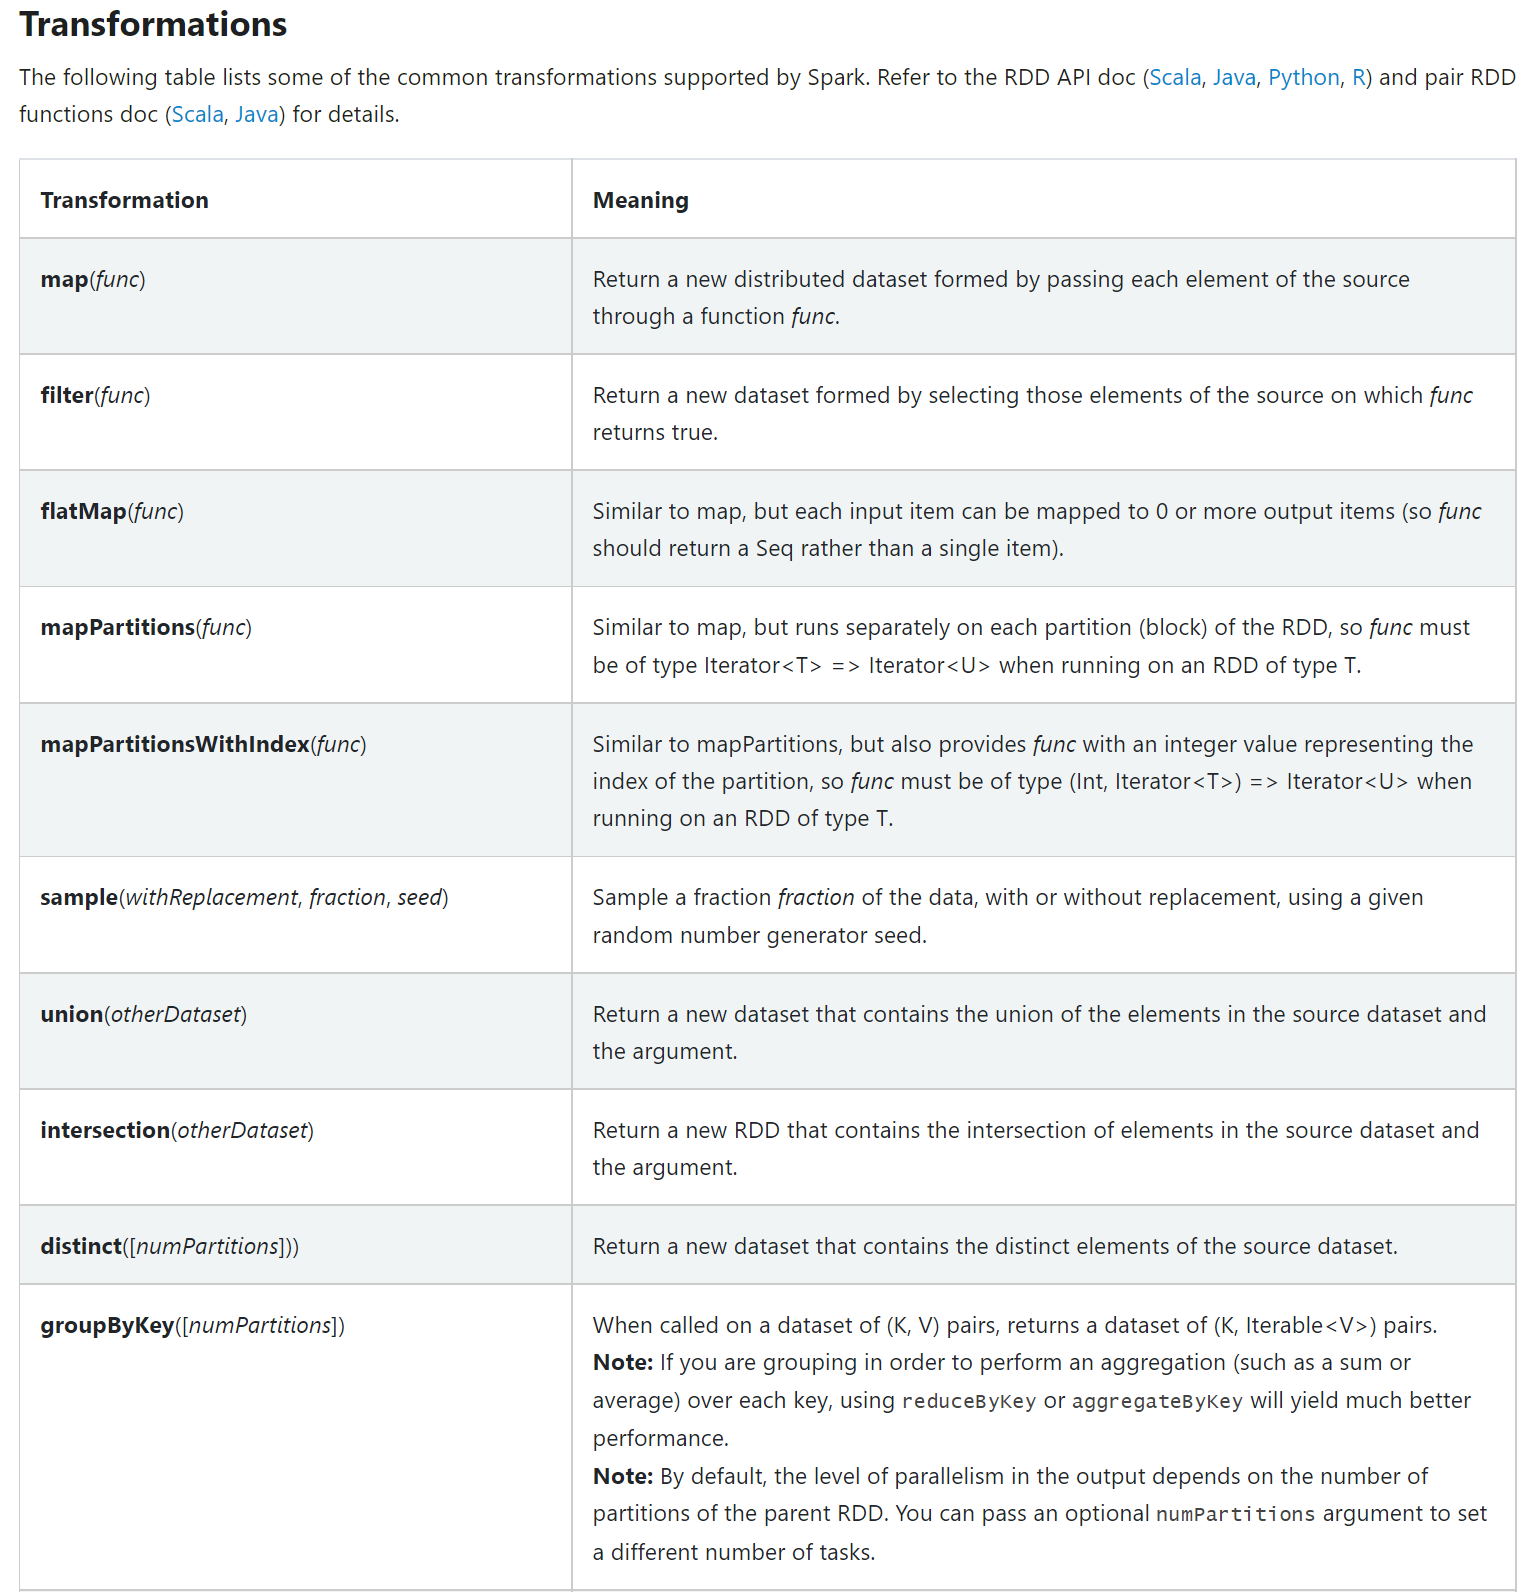 Transformations
The following table lists some of the common transformations supported by Spark. Refer to the RDD API doc (Scala, Java, Python, R) and pair RDD
functions doc (Scala, Java) for details.
Transformation
Meaning
map(func)
Return a new distributed dataset formed by passing each element of the source
through a function func.
filter(func)
Return a new dataset formed by selecting those elements of the source on which func
returns true.
flatMap(func)
Similar to map, but each input item can be mapped to 0 or more output items (so func
should return a Seq rather than a single item).
mapPartitions(func)
Similar to map, but runs separately on each partition (block) of the RDD, so func must
be of type Iterator<T> => Iterator<U> when running on an RDD of type T.
mapPartitionsWithIndex(func)
Similar to mapPartitions, but also provides func with an integer value representing the
index of the partition, so func must be of type (Int, Iterator<T>) => Iterator<U> when
running on an RDD of type T.
sample(withReplacement, fraction, seed)
Sample a fraction fraction of the data, with or without replacement, using a given
random number generator seed.
union(otherDataset)
Return a new dataset that contains the union of the elements in the source dataset and
the argument.
intersection(otherDataset)
Return a new RDD that contains the intersection of elements in the source dataset and
the argument.
distinct([numPartitions]))
Return a new dataset that contains the distinct elements of the source dataset.
groupByKey([numPartitions])
When called on a dataset of (K, V) pairs, returns a dataset of (K, Iterable<V>) pairs.
Note: If you are grouping in order to perform an aggregation (such as a sum or
average) over each key, using reduceByKey or aggregateByKey will yield much better
performance.
Note: By default, the level of parallelism in the output depends on the number of
partitions of the parent RDD. You can pass an optional numPartitions argument to set
a different number of tasks.